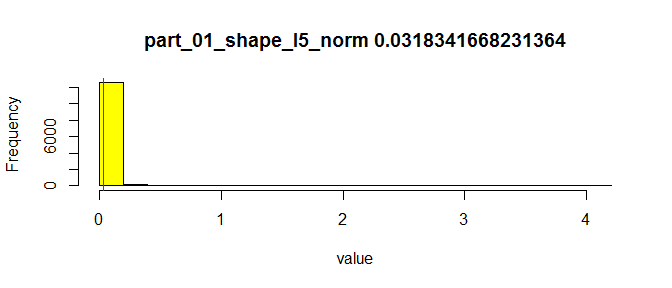 part_01_shape_l5_norm 0.0318341668231364
Frequency
6000
0
0 1 2 3 4
value